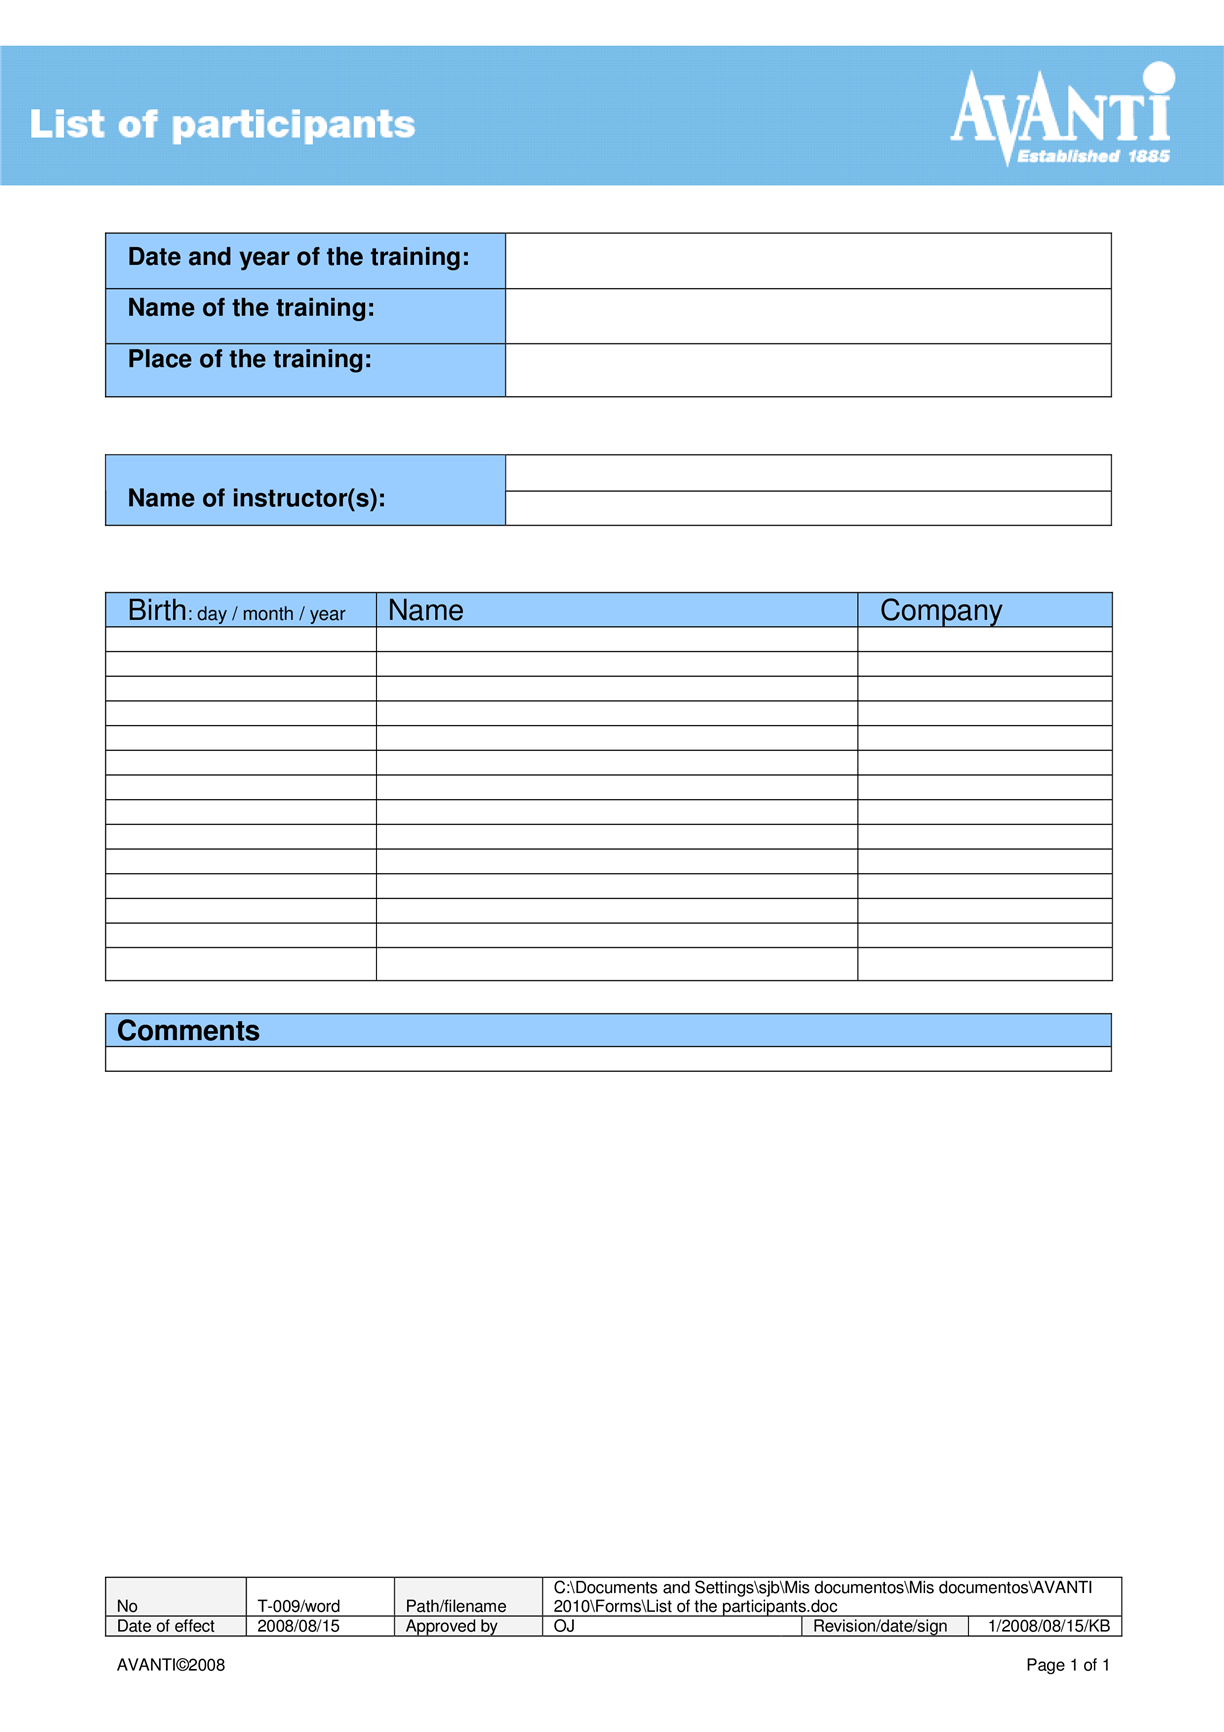 List of participants
AVANTi
Established 1885
Date and year of the training:
Name of the training:
Place of the training:
Name of instructor(s):
Birth: day / month / year Name Company
Comments
C:\Documents and Settings\sjb\Mis documentos\Mis documentos\AVANTI
No T-009/word Path/filename 2010\Forms\List of the participants.doc
Date of effect 2008/08/15 Approved by OJ Revision/date/sign 1/2008/08/15/KB
AVANTI©2008 Page 1 of 1